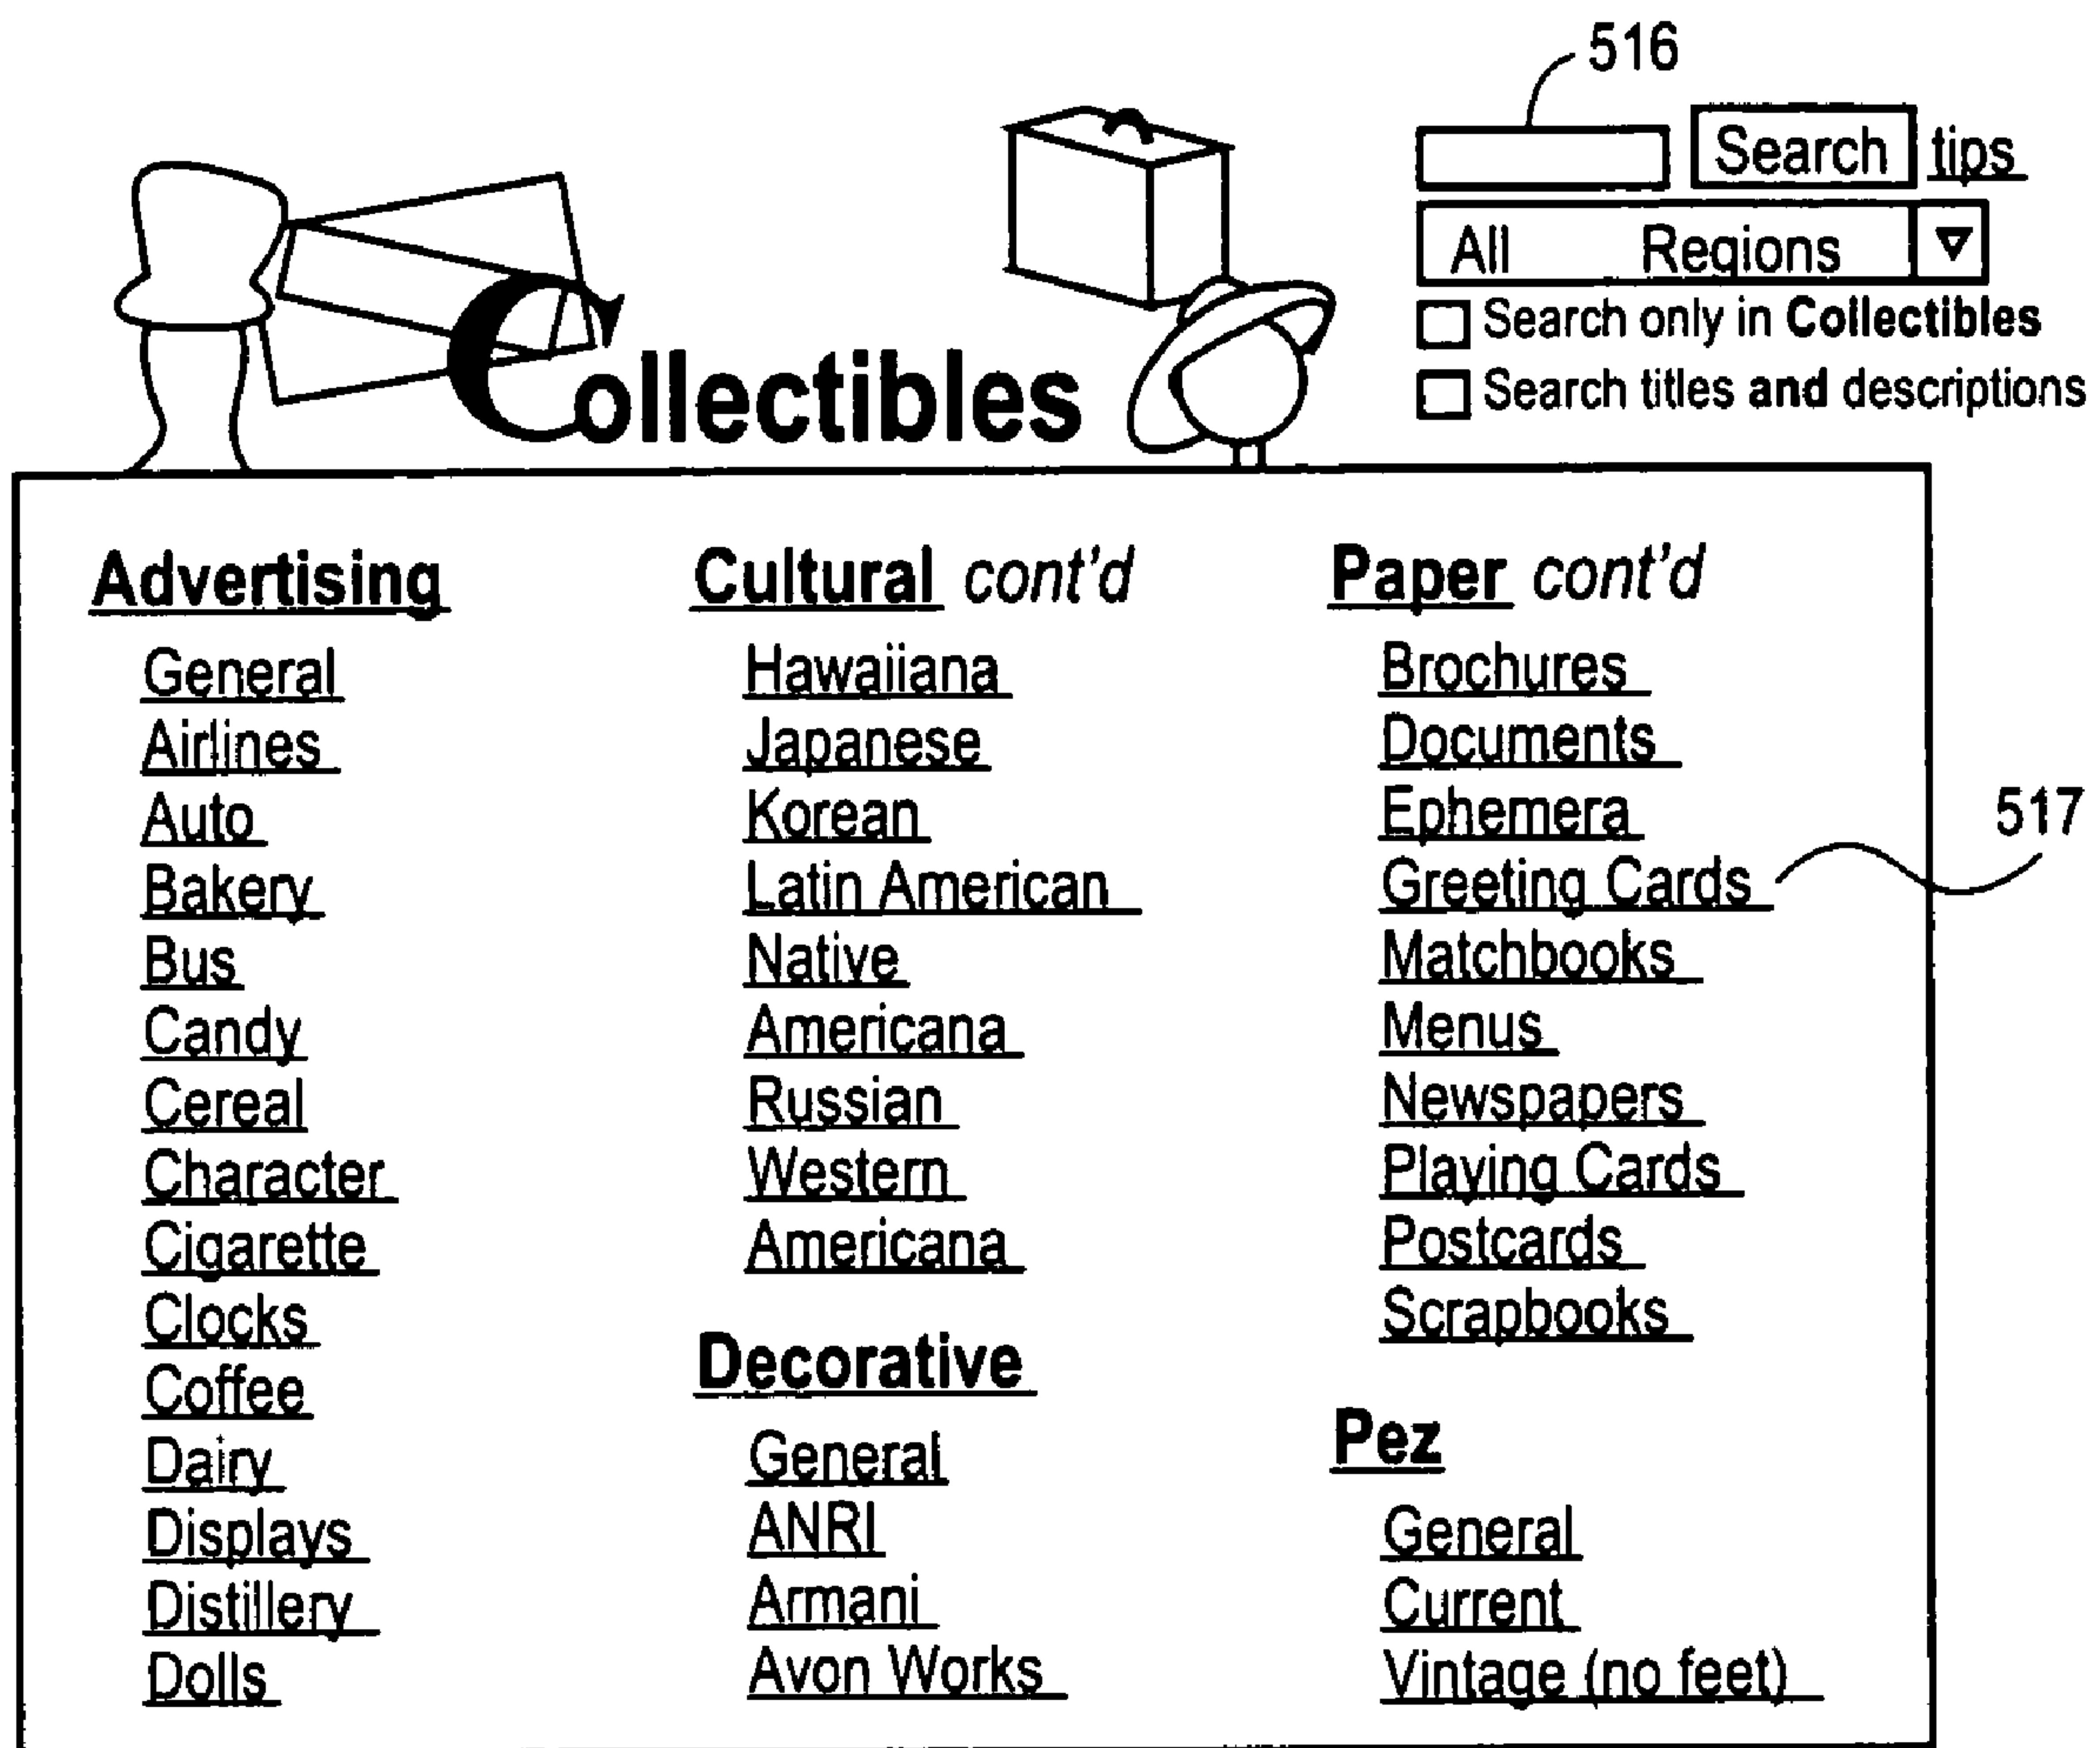 516
Search tips
All Regions
Search only in Collectibles
Search titles and descriptions
Collectibles
Advertising
General
Airlines
Auto
Bakery
Bus
Candy
Cereal
Character
Cigarette
Clocks
Coffee
Dairy
Displays
Distillery
Dolls
Cultural cont'd
Hawaiiana
Japanese
Korean
Latin American
Native
Americana
Russian
Western
Americana
Decorative
General
ANRI
Armani
Avon Works
Paper cont'd
Brochures
Documents
Ephemera
Greeting Cards
Matchbooks
Menus
Newspapers
Playing Cards
Postcards
Scrapbooks
Pez
General
Current
Vintage (no feet)
517